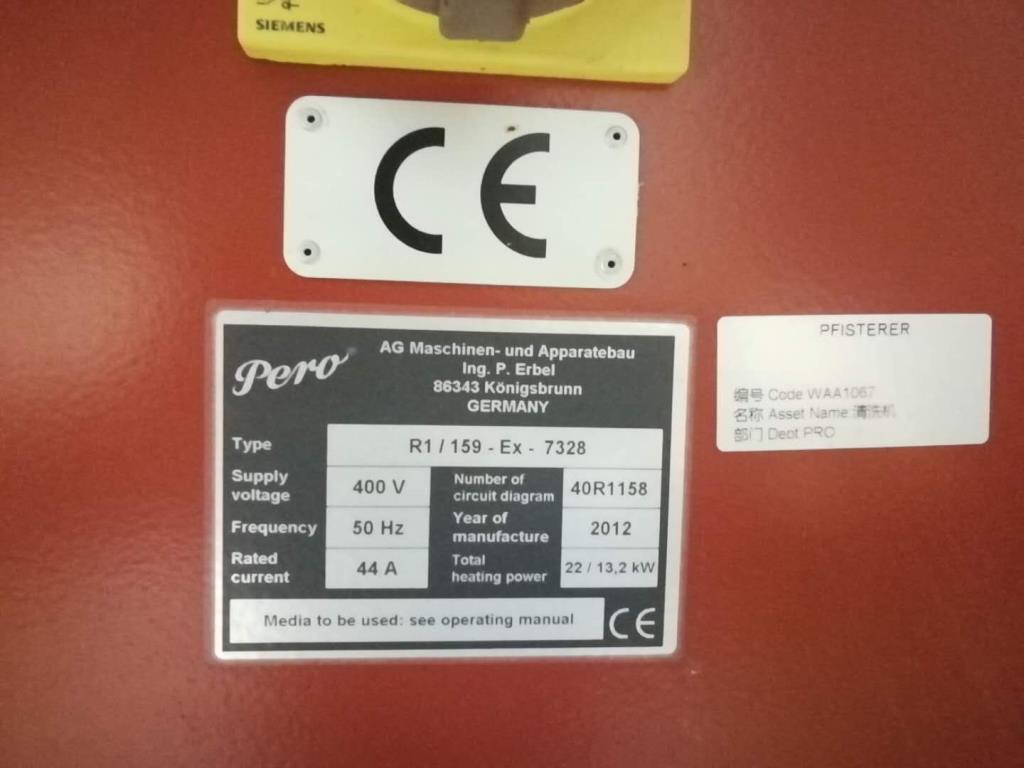 SIEMENS
CE
Pero
AG Maschinen- und Apparatebau
Ing. P. Erbel
86343 Königsbrunn
GERMANY
Type R1 / 159 - Ex - 7328
Supply voltage 400 V
Number of circuit diagram 40R1158
Frequency 50 Hz
Year of manufacture 2012
Rated current 44 A
Total heating power 22 / 13,2 kW
Media to be used: see operating manual CE
PFISTERER
编号 Code WAA1067
名称 Asset Name 清洗机
部门 Dept PRO